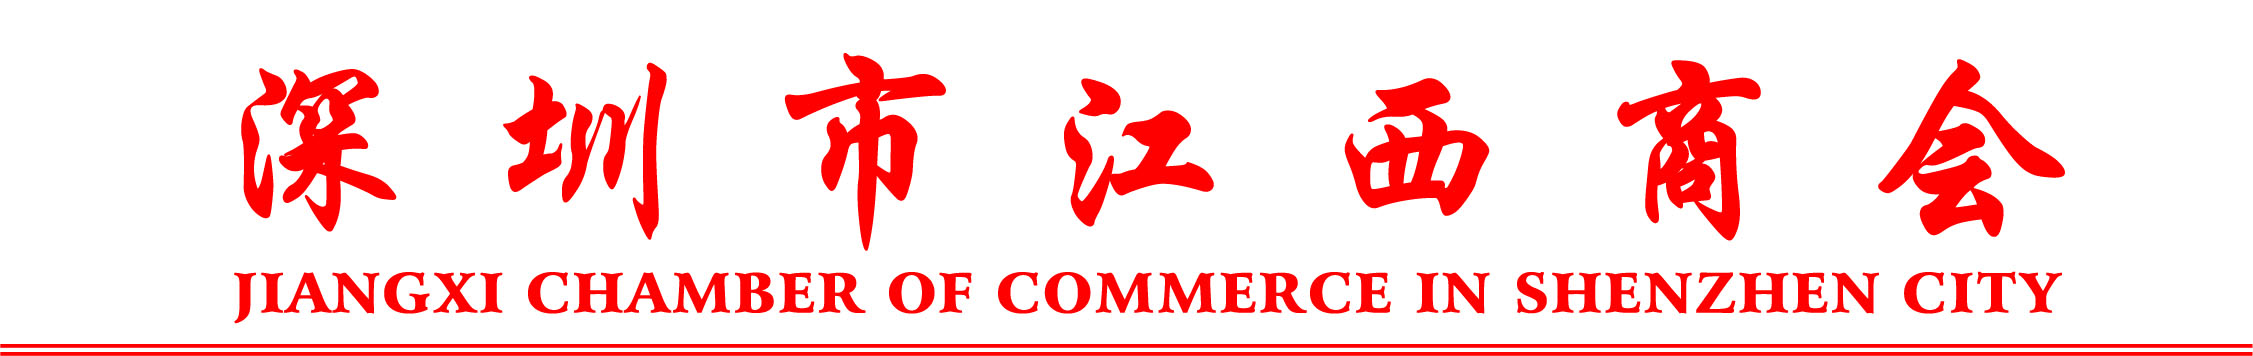 深圳市江西商会
JIANGXI CHAMBER OF COMMERCE IN SHENZHEN CITY